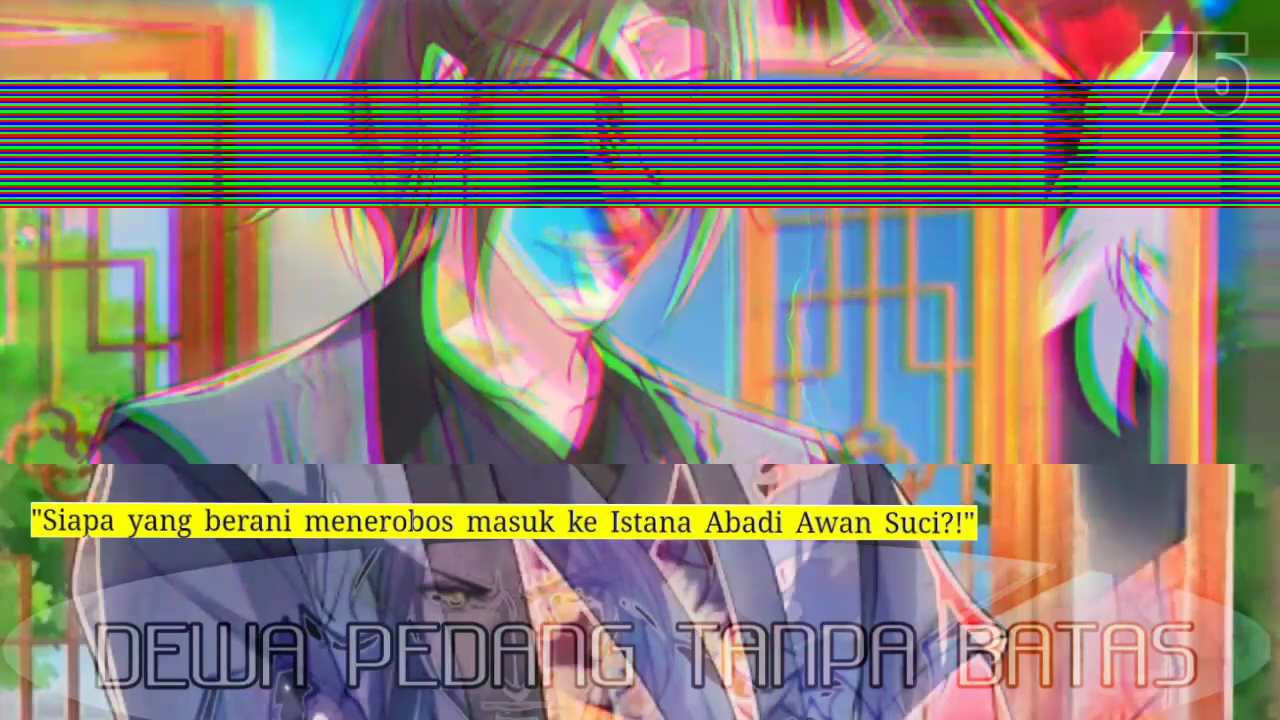 75
"Siapa yang berani menerobos masuk ke Istana Abadi Awan Suci?!"
DEWA PEDANG TANPA BATAS